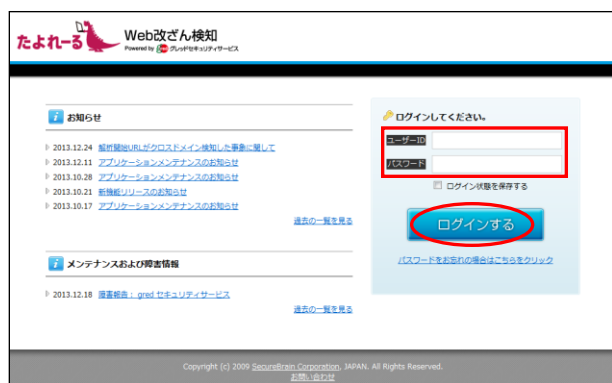 たよれーる Web改ざん検知
Powered by gred グレッドセキュリティサービス
お知らせ
2013.12.24 解析開始URLがクロスドメイン検知した事象に関して
2013.12.11 アプリケーションメンテナンスのお知らせ
2013.10.28 アプリケーションメンテナンスのお知らせ
2013.10.21 新機能リリースのお知らせ
2013.10.17 アプリケーションメンテナンスのお知らせ
過去の一覧を見る
メンテナンスおよび障害情報
2013.12.18 障害報告： gred セキュリティサービス
過去の一覧を見る
ログインしてください。
ユーザーID
パスワード
ログイン状態を保存する
ログインする
パスワードをお忘れの場合はこちらをクリック
Copyright (c) 2009 SecureBrain Corporation, JAPAN. All Rights Reserved.
お問い合わせ